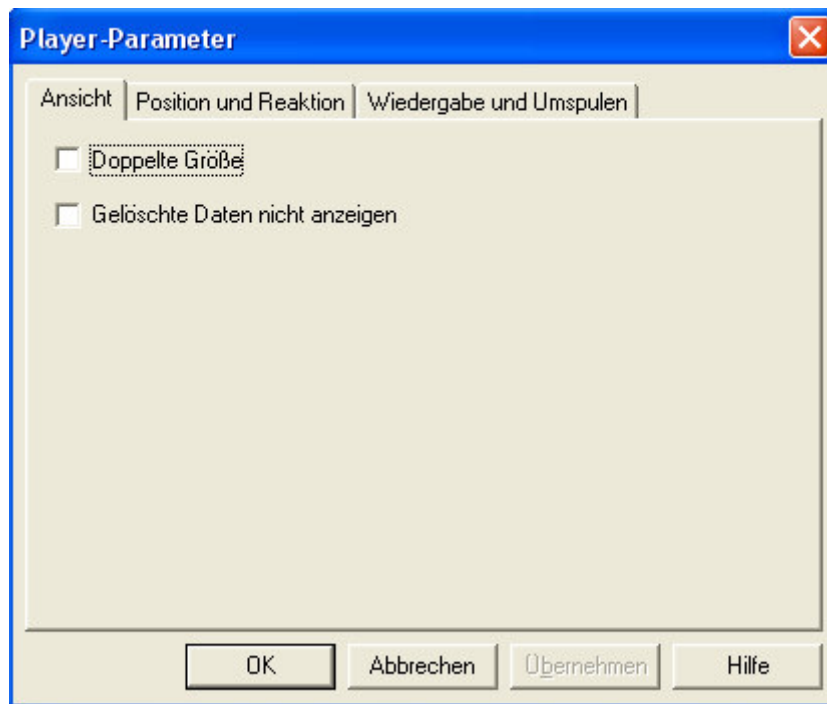 Player-Parameter
Ansicht Position und Reaktion Wiedergabe und Umspulen
Doppelte Größe
Gelöschte Daten nicht anzeigen
OK Abbrechen Übernehmen Hilfe